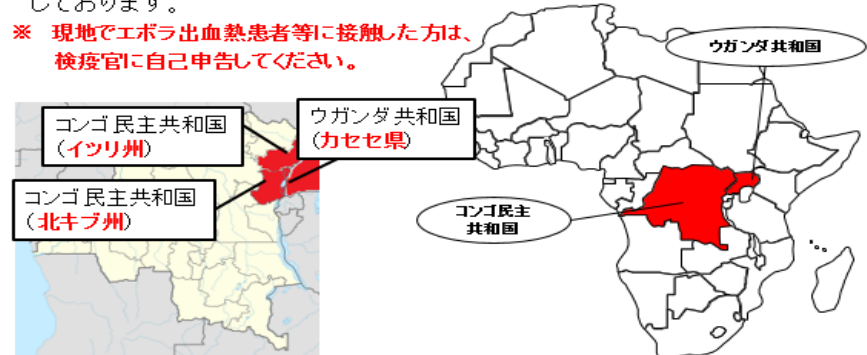 しております。
※ 現地でエボラ出血熱患者等に接触した方は、
検疫官に自己申告してください。
ウガンダ共和国
コンゴ民主共和国
(イツリ州)
ウガンダ共和国
(カセセ県)
コンゴ民主共和国
(北キブ州)
コンゴ民主
共和国